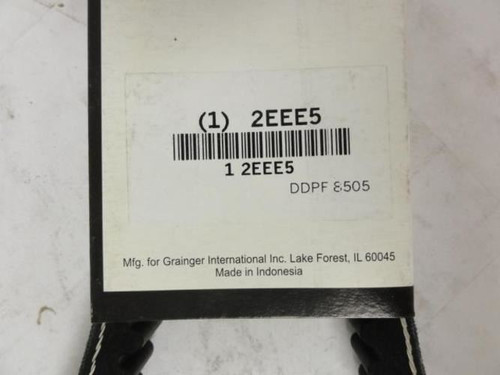 (1) 2EEE5
1 2EEE5
DDPF 8505
Mfg. for Grainger International Inc. Lake Forest, IL 60045
Made in Indonesia